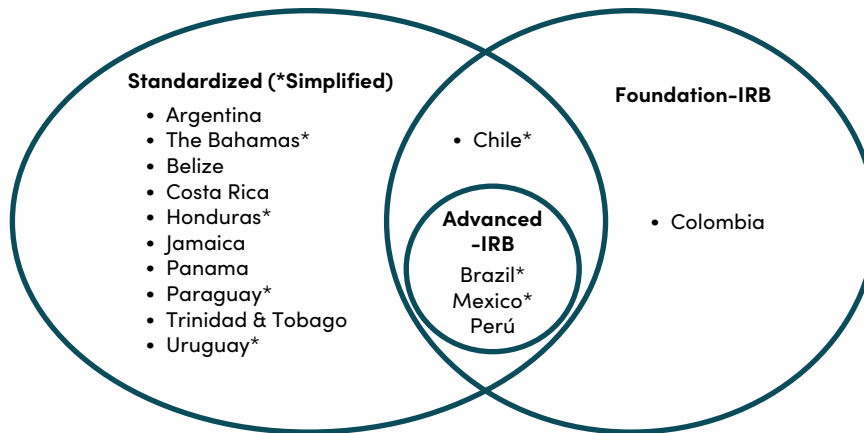 Standardized (*Simplified)
• Argentina
• The Bahamas*
• Belize
• Costa Rica
• Honduras*
• Jamaica
• Panama
• Paraguay*
• Trinidad & Tobago
• Uruguay*
• Chile*
Advanced
-IRB
Brazil*
Mexico*
Perú
Foundation-IRB
• Colombia